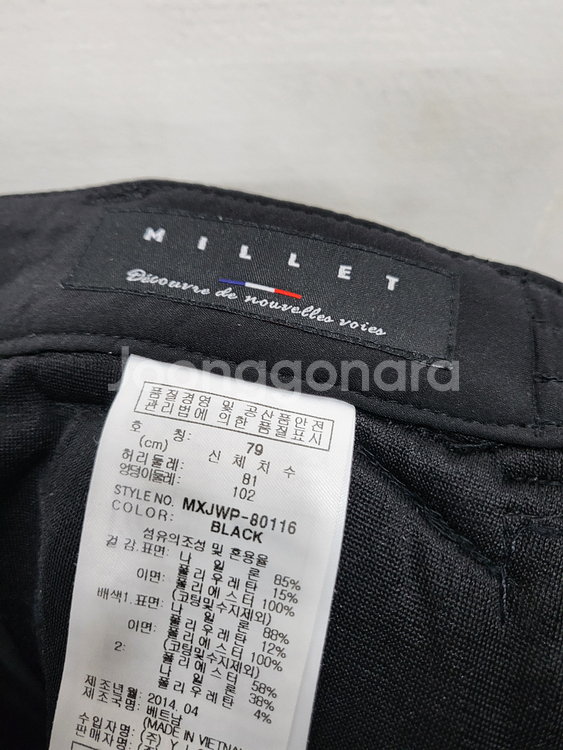 MILLET
Découvre de nouvelles voies
Joonggonara
품질경영 및 공산품안전
관리법에 의한 품질표시
호 칭: 79
(cm) 신 체 치 수
허리둘레: 81
엉덩이둘레: 102
STYLE NO. MXJWP-80116
COLOR: BLACK
섬유의조성 및 혼용율
겉감.표면: 나 일 론 85%
폴리우레탄 15%
이면: 폴리에스터 100%
(코팅및수지제외)
배색1.표면: 나 일 론 88%
폴리우레탄 12%
이면: 폴리에스터 100%
(코팅및수지제외)
2: 폴리에스터 58%
나 일 론 38%
폴리우레탄 4%
제조년월: 2014.04
제조국명: 베트남
(MADE IN VIETNAM
수입자명: (주)
판매자명: (주)